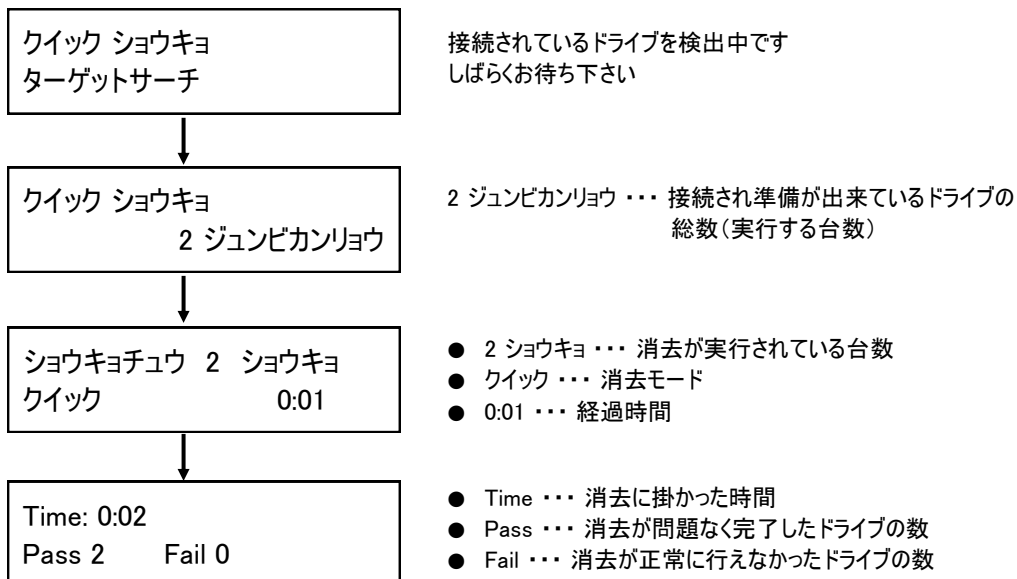 クイック ショウキョ
ターゲットサーチ
接続されているドライブを検出中です
しばらくお待ち下さい
クイック ショウキョ
2 ジュンビカンリョウ
2 ジュンビカンリョウ ・・・ 接続され準備が出来ているドライブの
総数（実行する台数）
ショウキョチュウ 2 ショウキョ
クイック 0:01
● 2 ショウキョ ・・・ 消去が実行されている台数
● クイック ・・・ 消去モード
● 0:01 ・・・ 経過時間
Time: 0:02
Pass 2 Fail 0
● Time ・・・ 消去に掛かった時間
● Pass ・・・ 消去が問題なく完了したドライブの数
● Fail ・・・ 消去が正常に行えなかったドライブの数